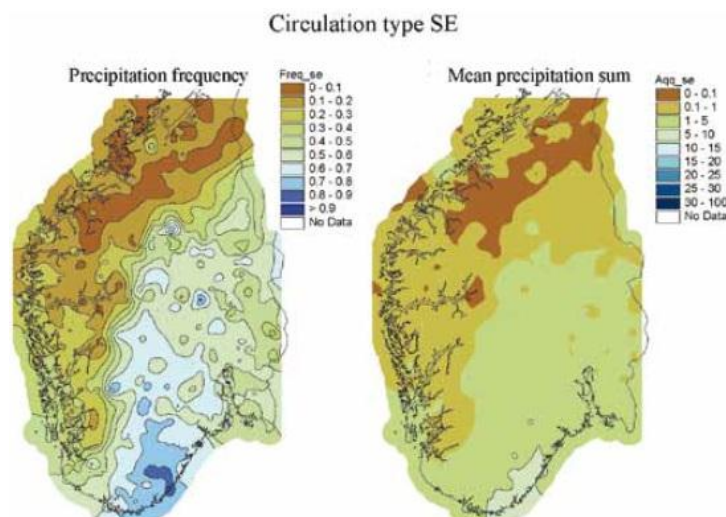 Circulation type SE
Precipitation frequency
Freq_se
0 - 0.1
0.1 - 0.2
0.2 - 0.3
0.3 - 0.4
0.4 - 0.5
0.5 - 0.6
0.6 - 0.7
0.7 - 0.8
0.8 - 0.9
> 0.9
No Data
Mean precipitation sum
Aqq_se
0 - 0.1
0.1 - 1
1 - 5
5 - 10
10 - 15
15 - 20
20 - 25
25 - 30
30 - 100
No Data